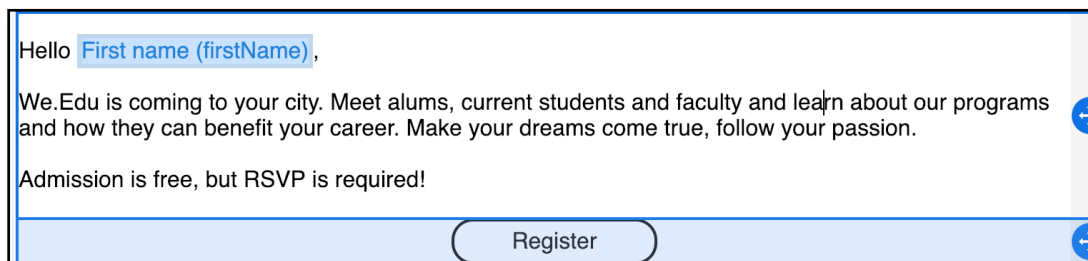 Hello First name (firstName),
We.Edu is coming to your city. Meet alums, current students and faculty and learn about our programs
and how they can benefit your career. Make your dreams come true, follow your passion.
Admission is free, but RSVP is required!
Register